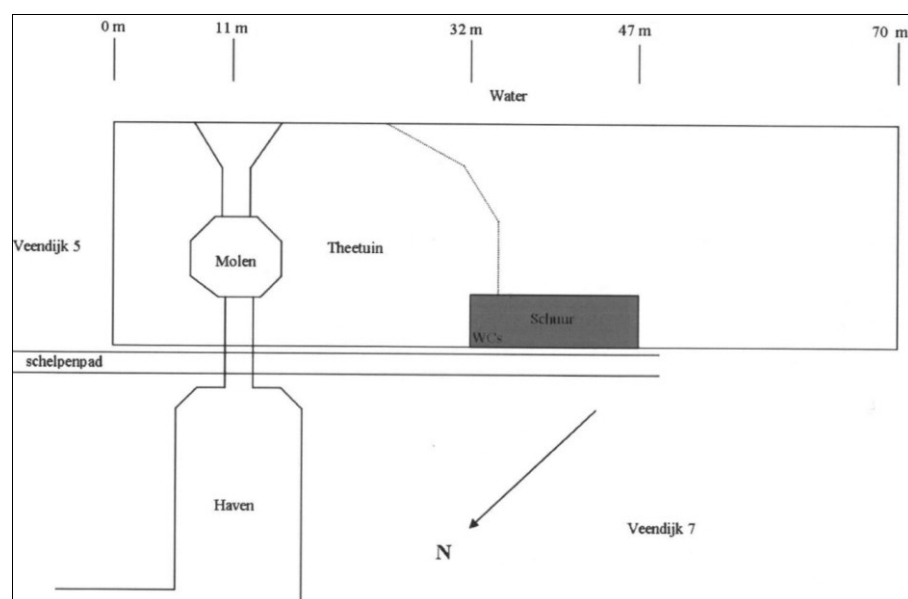 0 m 11 m 32 m 47 m 70 m
Water
Veendijk 5
Theetuin
Molen
Schuur
WCs
schelpenpad
Haven
Veendijk 7
N